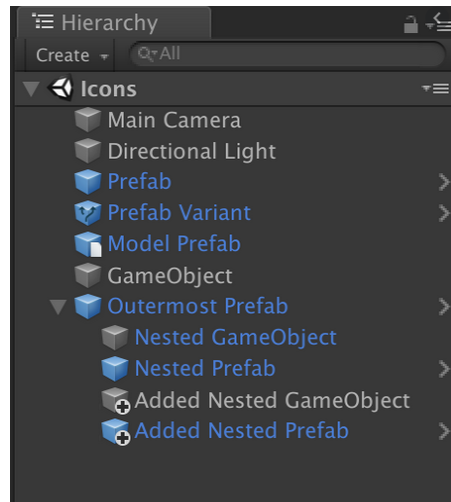 Hierarchy
Create
All
Icons
Main Camera
Directional Light
Prefab
Prefab Variant
Model Prefab
GameObject
Outermost Prefab
Nested GameObject
Nested Prefab
Added Nested GameObject
Added Nested Prefab